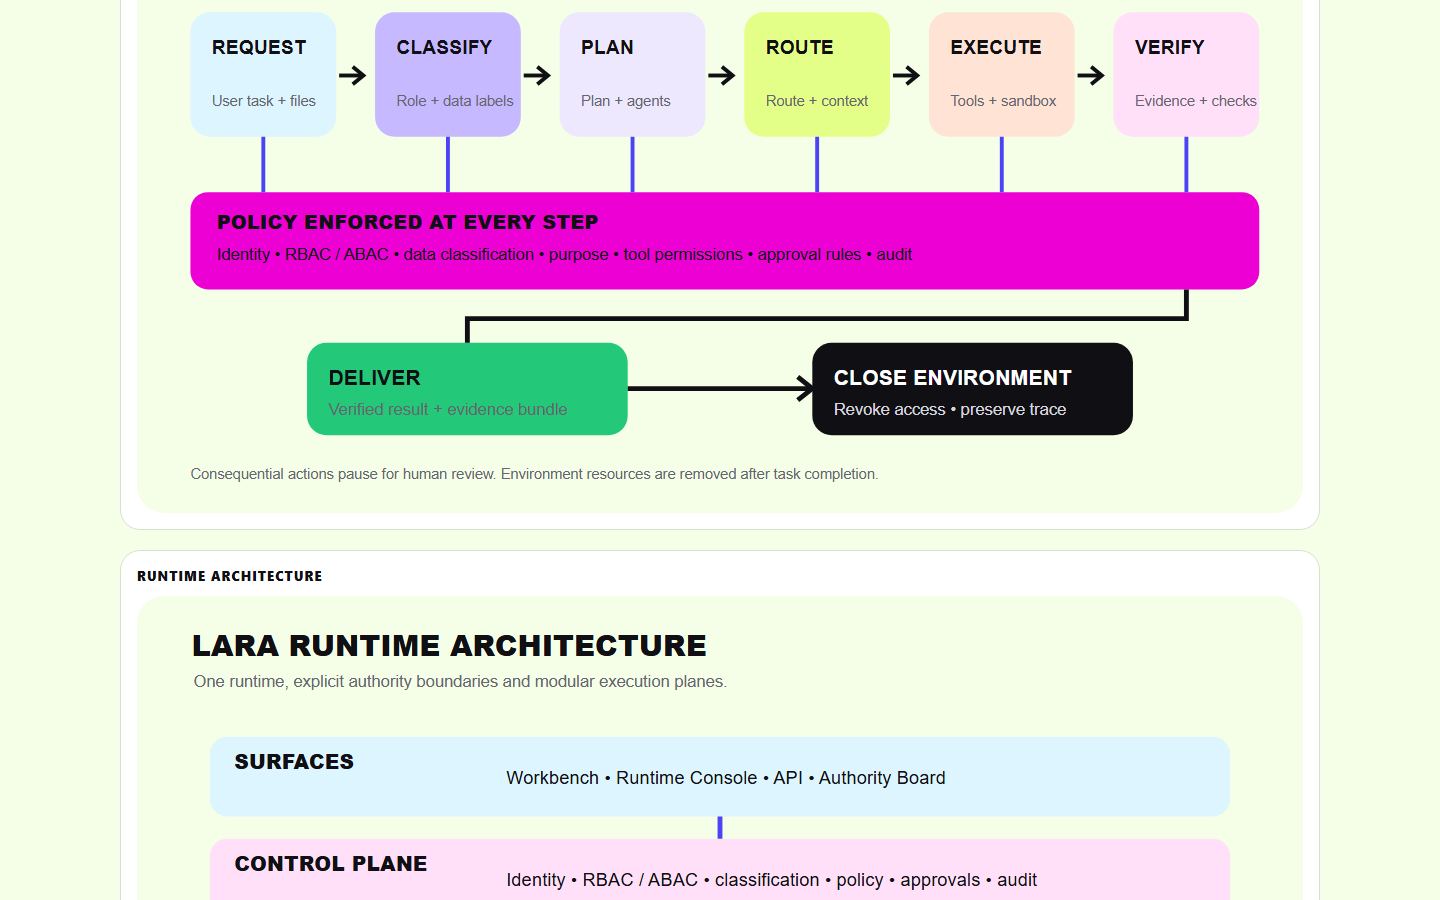 REQUEST
User task + files
CLASSIFY
Role + data labels
PLAN
Plan + agents
ROUTE
Route + context
EXECUTE
Tools + sandbox
VERIFY
Evidence + checks
POLICY ENFORCED AT EVERY STEP
Identity • RBAC / ABAC • data classification • purpose • tool permissions • approval rules • audit
DELIVER
Verified result + evidence bundle
CLOSE ENVIRONMENT
Revoke access • preserve trace
Consequential actions pause for human review. Environment resources are removed after task completion.
RUNTIME ARCHITECTURE
LARA RUNTIME ARCHITECTURE
One runtime, explicit authority boundaries and modular execution planes.
SURFACES
Workbench • Runtime Console • API • Authority Board
CONTROL PLANE
Identity • RBAC / ABAC • classification • policy • approvals • audit